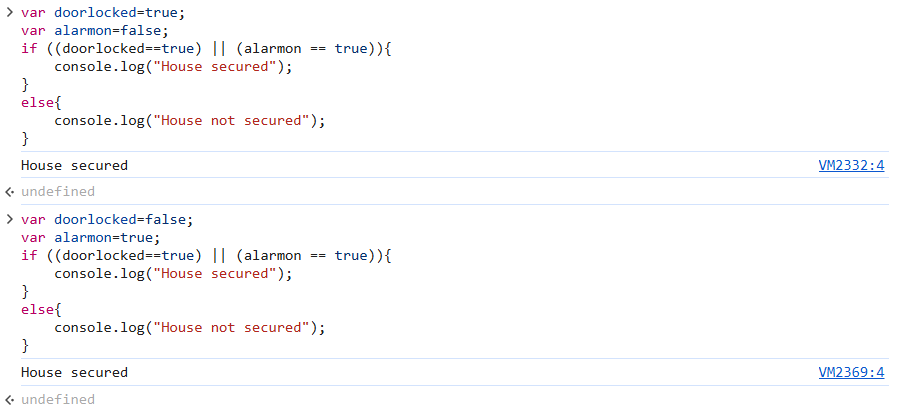 var doorlocked=true;
var alarmon=false;
if ((doorlocked==true) || (alarmon == true)){
    console.log("House secured");
}
else{
    console.log("House not secured");
}
House secured VM2332:4
undefined
var doorlocked=false;
var alarmon=true;
if ((doorlocked==true) || (alarmon == true)){
    console.log("House secured");
}
else{
    console.log("House not secured");
}
House secured VM2369:4
undefined